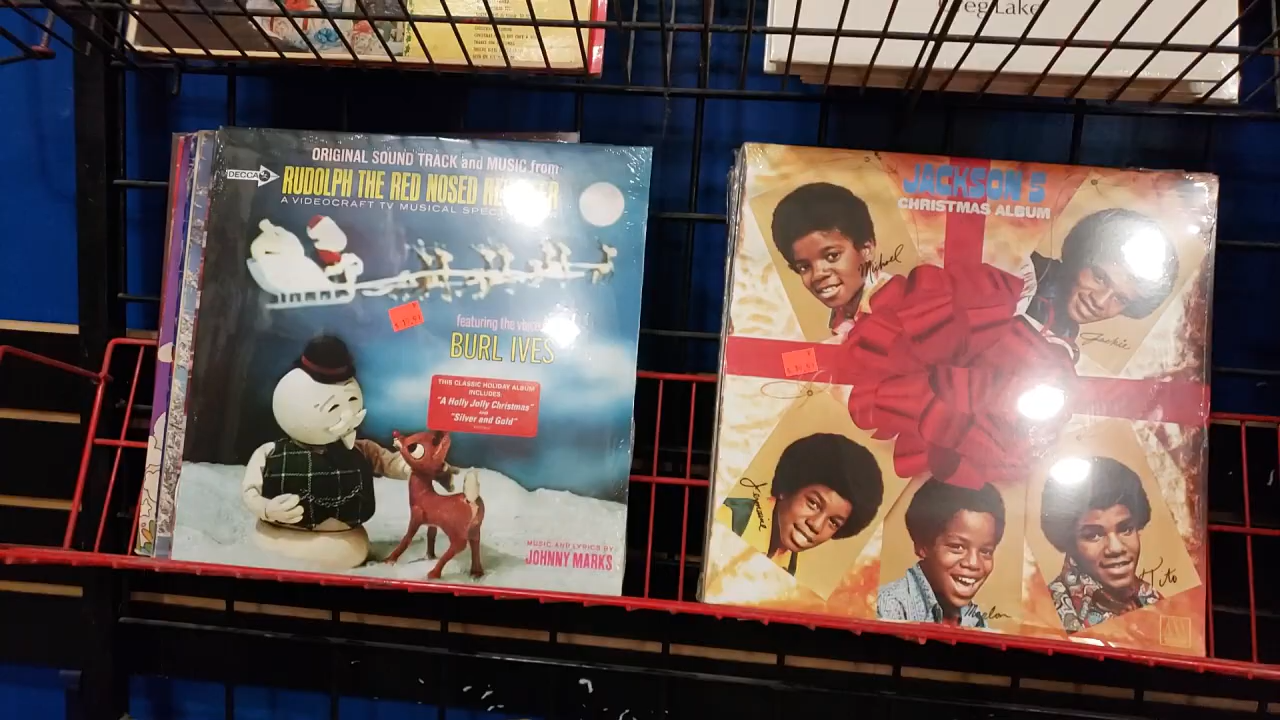 Greg Lake
ORIGINAL SOUND TRACK and MUSIC from
DECCA
RUDOLPH THE RED NOSED
A VIDEOCRAFT TV MUSICAL
featuring the
BURL IVES
THIS CLASSIC HOLIDAY ALBUM
INCLUDES:
"A Holly Jolly Christmas"
and
"Silver and Gold"
MUSIC AND LYRICS BY
JOHNNY MARKS
JACKSON 5
CHRISTMAS ALBUM
Michael
Jackie
Jermaine
Marlon
Tito